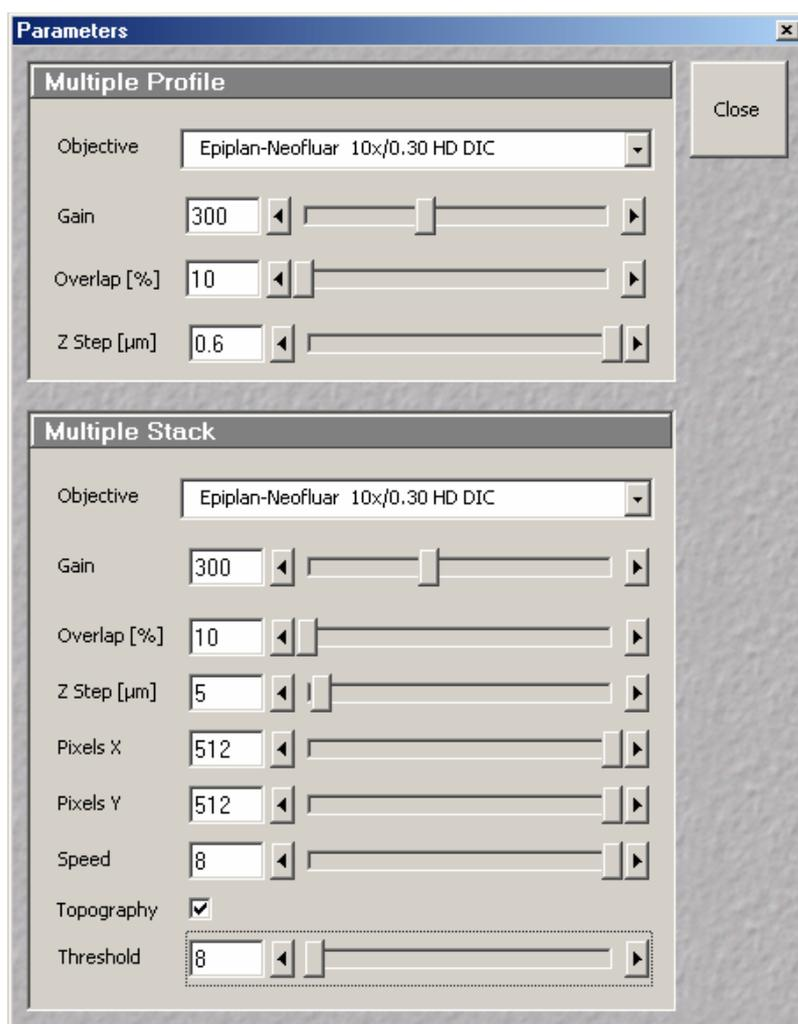 Parameters
Multiple Profile
Close
Objective Epiplan-Neofluar 10x/0.30 HD DIC
Gain 300
Overlap [%] 10
Z Step [µm] 0.6
Multiple Stack
Objective Epiplan-Neofluar 10x/0.30 HD DIC
Gain 300
Overlap [%] 10
Z Step [µm] 5
Pixels X 512
Pixels Y 512
Speed 8
Topography
Threshold 8